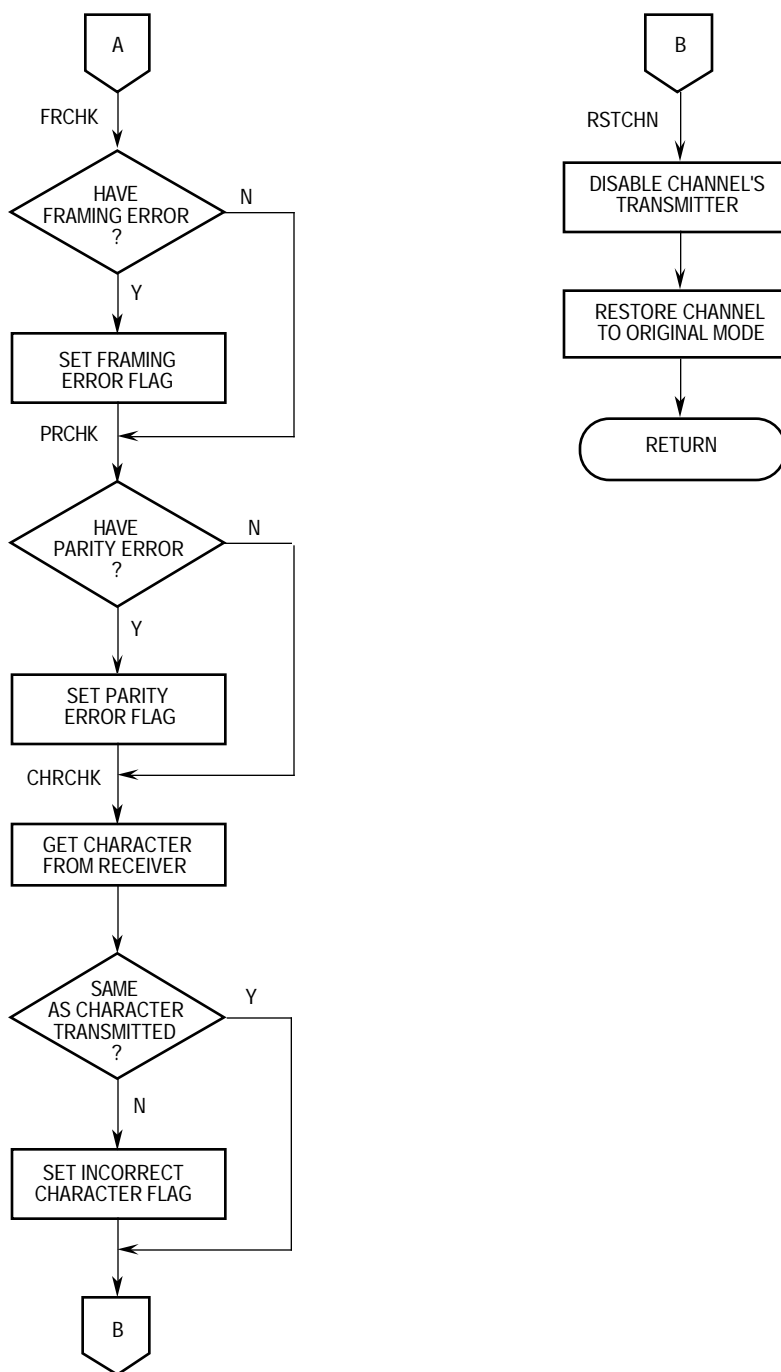 A
FRCHK
HAVE
FRAMING ERROR
?
N
Y
SET FRAMING
ERROR FLAG
PRCHK
HAVE
PARITY ERROR
?
N
Y
SET PARITY
ERROR FLAG
CHRCHK
GET CHARACTER
FROM RECEIVER
SAME
AS CHARACTER
TRANSMITTED
?
Y
N
SET INCORRECT
CHARACTER FLAG
B
B
RSTCHN
DISABLE CHANNEL'S
TRANSMITTER
RESTORE CHANNEL
TO ORIGINAL MODE
RETURN